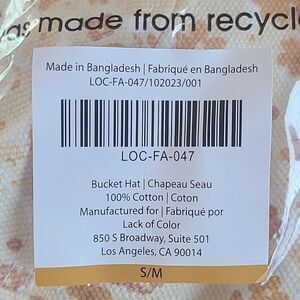 as made from recycl
Made in Bangladesh | Fabriqué en Bangladesh
LOC-FA-047/102023/001
LOC-FA-047
Bucket Hat | Chapeau Seau
100% Cotton | Coton
Manufactured for | Fabriqué por
Lack of Color
850 S Broadway, Suite 501
Los Angeles, CA 90014
S/M